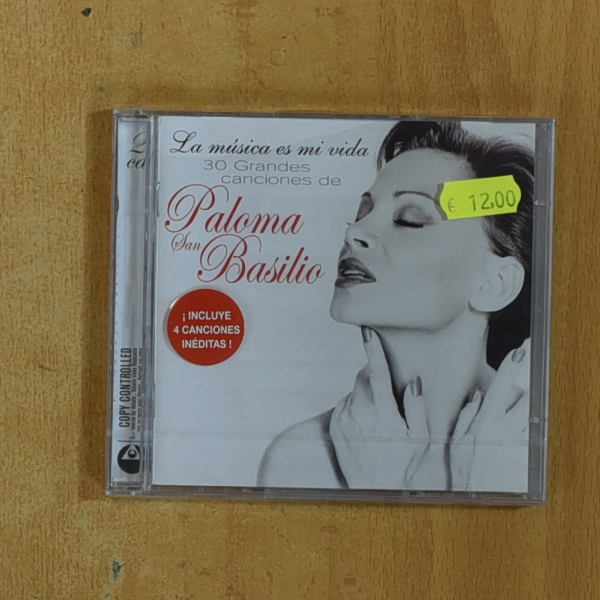 La música es mi vida
30 Grandes
canciones de
Paloma
San
Basilio
¡ INCLUYE
4 CANCIONES
INÉDITAS !
€ 12,00
COPY CONTROLLED